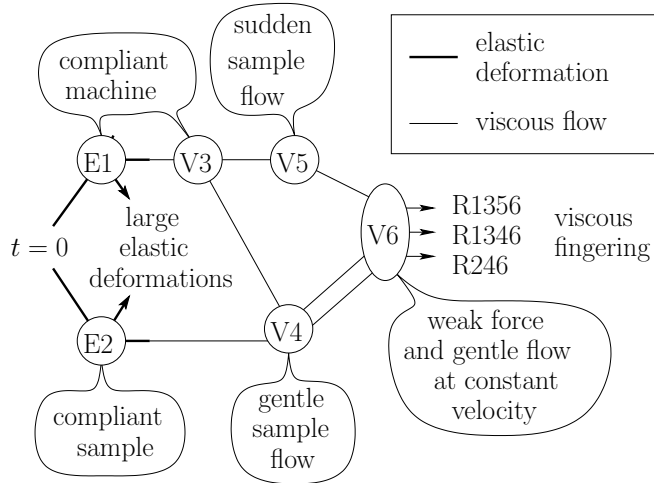 sudden
sample
flow
elastic
deformation
viscous flow
compliant
machine
E1
V3
V5
large
elastic
deformations
t = 0
V6
R1356
R1346
R246
viscous
fingering
E2
V4
weak force
and gentle flow
at constant
velocity
compliant
sample
gentle
sample
flow